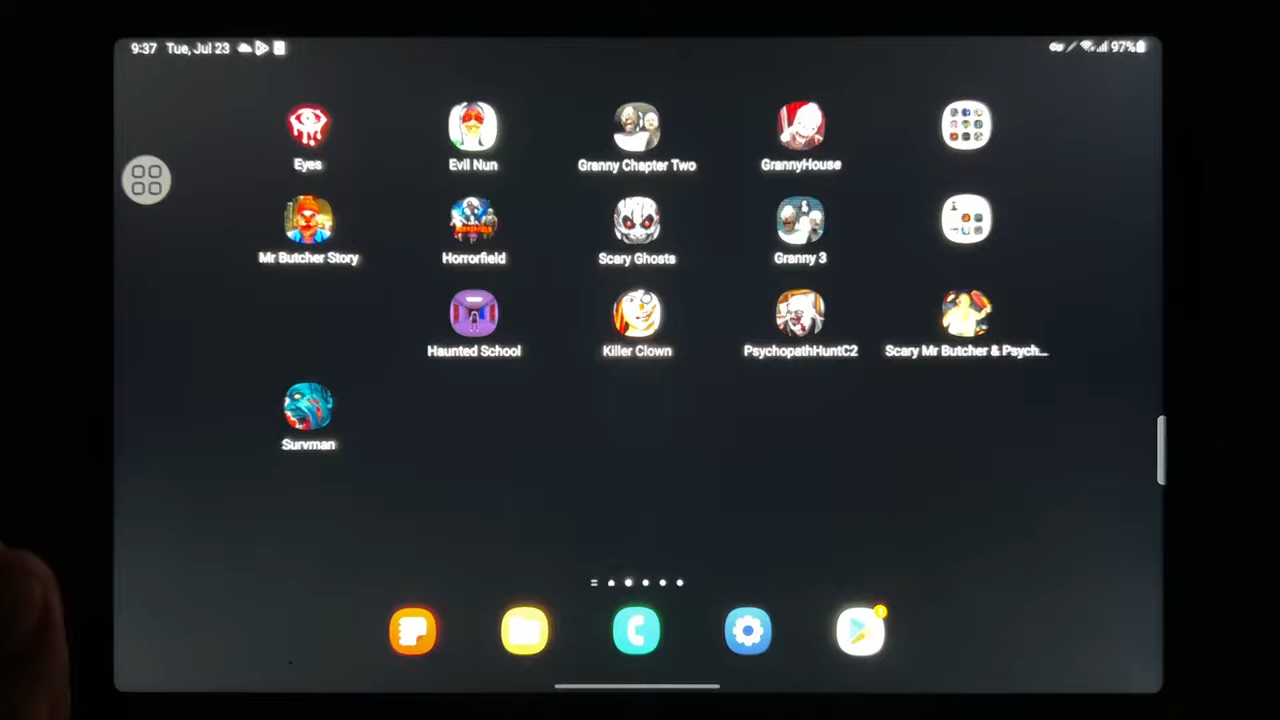 9:37 Tue, Jul 23
97%
Eyes
Evil Nun
Granny Chapter Two
GrannyHouse
Mr Butcher Story
Horrorfield
Scary Ghosts
Granny 3
Haunted School
Killer Clown
PsychopathHuntC2
Scary Mr Butcher & Psych...
Survman